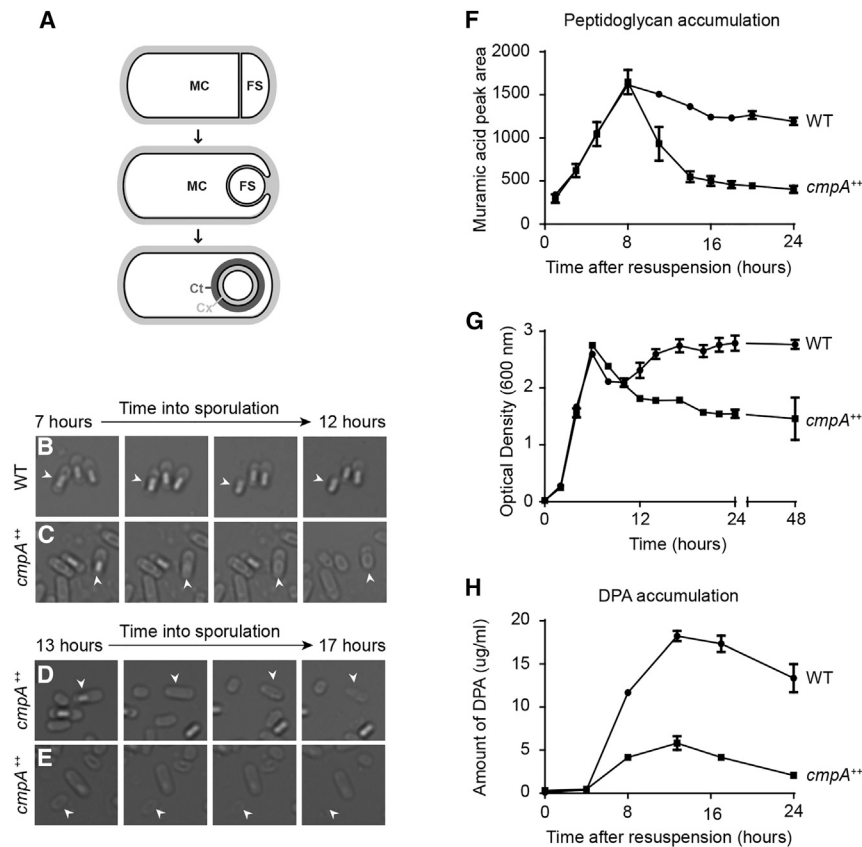 A
MC
FS
MC
FS
Ct
Cx
Time into sporulation
7 hours
12 hours
B
WT
C
cmpA++
Time into sporulation
13 hours
17 hours
D
cmpA++
E
cmpA++
F
Peptidoglycan accumulation
Muramic acid peak area
2000
1500
1000
500
0
0
8
16
24
WT
cmpA++
Time after resuspension (hours)
G
Optical Density (600 nm)
3
2
1
0
0
12
24
48
WT
cmpA++
Time (hours)
H
DPA accumulation
Amount of DPA (ug/ml)
20
15
10
5
0
0
8
16
24
WT
cmpA++
Time after resuspension (hours)